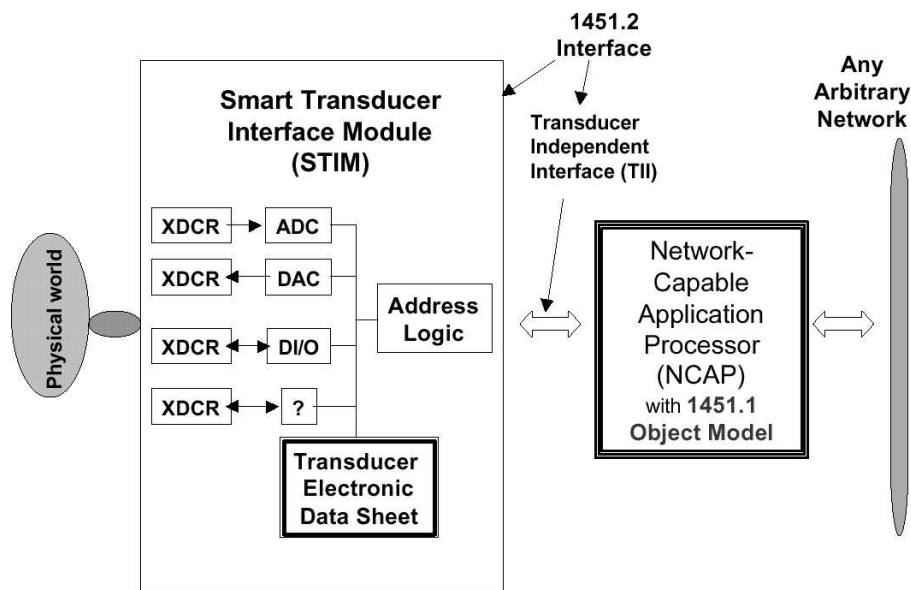 1451.2
Interface
Any
Arbitrary
Network
Smart Transducer
Interface Module
(STIM)
Transducer
Independent
Interface (TII)
Physical world
XDCR
ADC
XDCR
DAC
XDCR
DI/O
XDCR
?
Address
Logic
Transducer
Electronic
Data Sheet
Network-
Capable
Application
Processor
(NCAP)
with 1451.1
Object Model